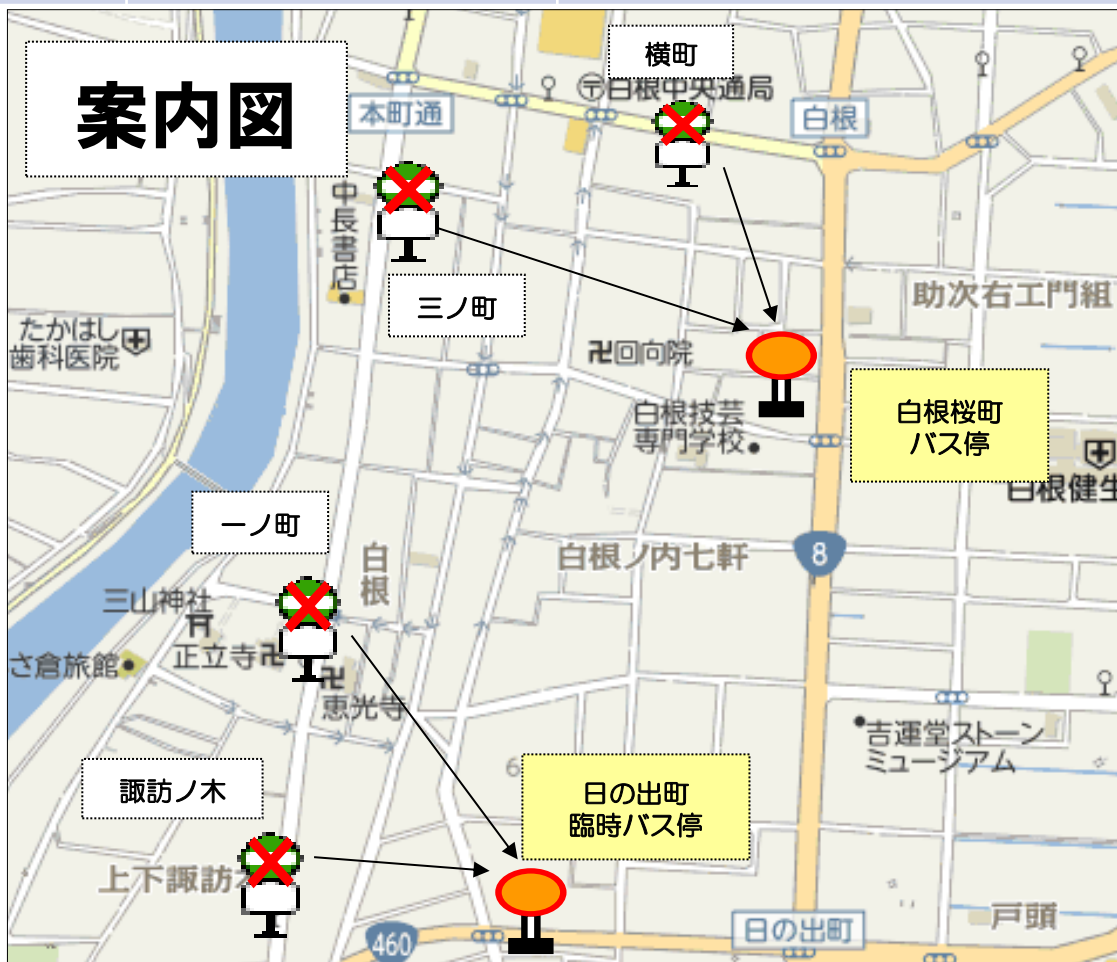 案内図
横町
〒白根中央通局
本町通
白根
中長書店
三ノ町
助次右エ門組
たかはし
歯科医院
卍回向院
白根技芸
専門学校
白根桜町
バス停
白根健生
一ノ町
白根
白根ノ内七軒
8
三山神社
正立寺卍
さ倉旅館
卍
恵光寺
吉運堂ストーン
ミュージアム
諏訪ノ木
6
日の出町
臨時バス停
上下諏訪
戸頭
日の出町
460